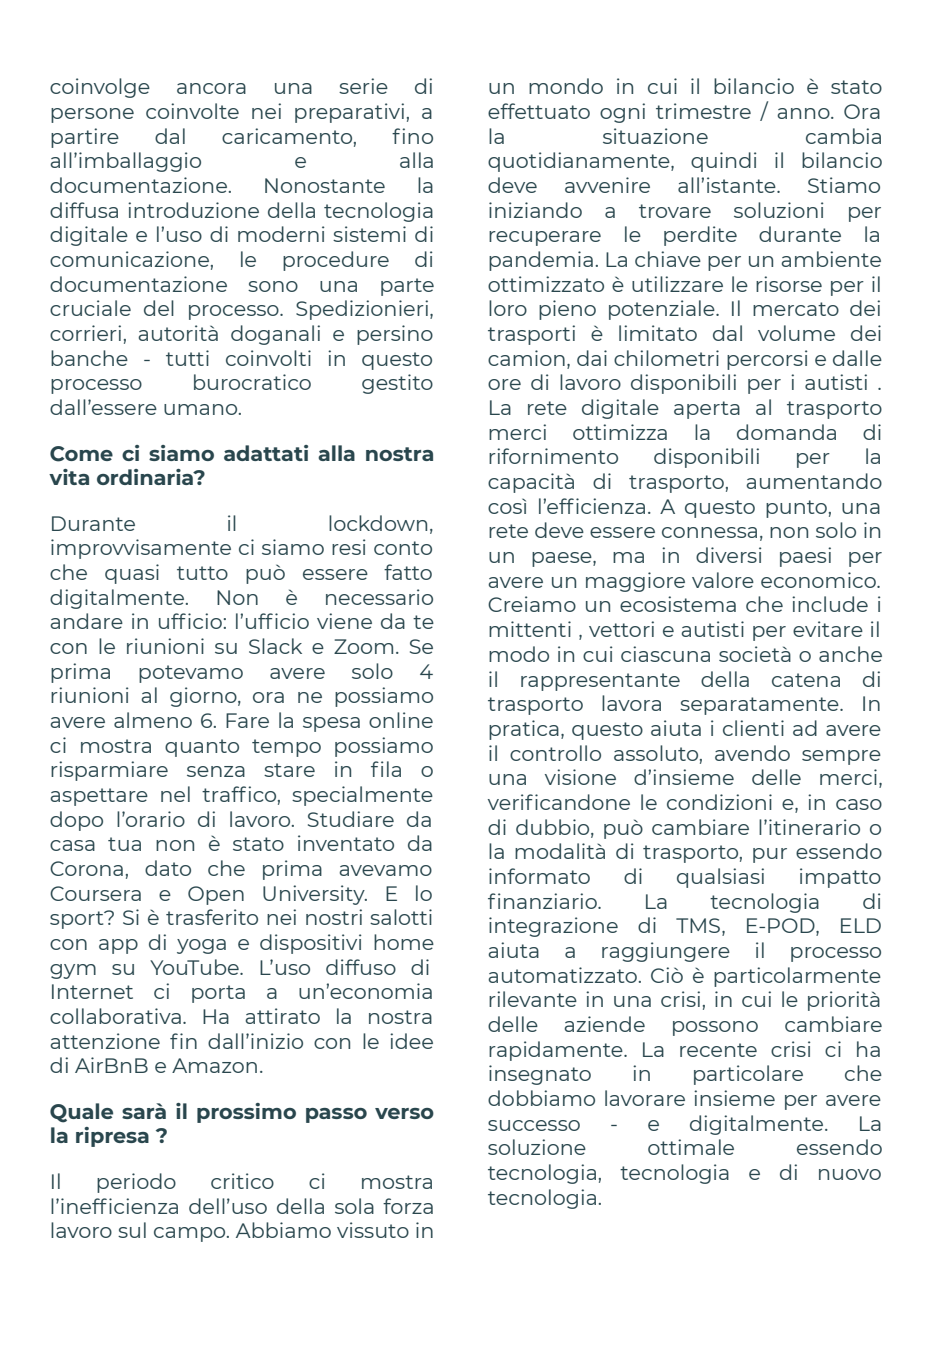 coinvolge ancora una serie di
persone coinvolte nei preparativi, a
partire dal caricamento, fino
all'imballaggio e alla
documentazione. Nonostante la
diffusa introduzione della tecnologia
digitale e l'uso di moderni sistemi di
comunicazione, le procedure di
documentazione sono una parte
cruciale del processo. Spedizionieri,
corrieri, autorità doganali e persino
banche - tutti coinvolti in questo
processo burocratico gestito
dall'essere umano.
Come ci siamo adattati alla nostra
vita ordinaria?
Durante il lockdown,
improvvisamente ci siamo resi conto
che quasi tutto può essere fatto
digitalmente. Non è necessario
andare in ufficio: l'ufficio viene da te
con le riunioni su Slack e Zoom. Se
prima potevamo avere solo 4
riunioni al giorno, ora ne possiamo
avere almeno 6. Fare la spesa online
ci mostra quanto tempo possiamo
risparmiare senza stare in fila o
aspettare nel traffico, specialmente
dopo l'orario di lavoro. Studiare da
casa tua non è stato inventato da
Corona, dato che prima avevamo
Coursera e Open University. E lo
sport? Si è trasferito nei nostri salotti
con app di yoga e dispositivi home
gym su YouTube. L'uso diffuso di
Internet ci porta a un'economia
collaborativa. Ha attirato la nostra
attenzione fin dall'inizio con le idee
di AirBnB e Amazon.
Quale sarà il prossimo passo verso
la ripresa ?
Il periodo critico ci mostra
l'inefficienza dell'uso della sola forza
lavoro sul campo. Abbiamo vissuto in
un mondo in cui il bilancio è stato
effettuato ogni trimestre / anno. Ora
la situazione cambia
quotidianamente, quindi il bilancio
deve avvenire all'istante. Stiamo
iniziando a trovare soluzioni per
recuperare le perdite durante la
pandemia. La chiave per un ambiente
ottimizzato è utilizzare le risorse per il
loro pieno potenziale. Il mercato dei
trasporti è limitato dal volume dei
camion, dai chilometri percorsi e dalle
ore di lavoro disponibili per i autisti .
La rete digitale aperta al trasporto
merci ottimizza la domanda di
rifornimento disponibili per la
capacità di trasporto, aumentando
così l'efficienza. A questo punto, una
rete deve essere connessa, non solo in
un paese, ma in diversi paesi per
avere un maggiore valore economico.
Creiamo un ecosistema che include i
mittenti , vettori e autisti per evitare il
modo in cui ciascuna società o anche
il rappresentante della catena di
trasporto lavora separatamente. In
pratica, questo aiuta i clienti ad avere
il controllo assoluto, avendo sempre
una visione d'insieme delle merci,
verificandone le condizioni e, in caso
di dubbio, può cambiare l'itinerario o
la modalità di trasporto, pur essendo
informato di qualsiasi impatto
finanziario. La tecnologia di
integrazione di TMS, E-POD, ELD
aiuta a raggiungere il processo
automatizzato. Ciò è particolarmente
rilevante in una crisi, in cui le priorità
delle aziende possono cambiare
rapidamente. La recente crisi ci ha
insegnato in particolare che
dobbiamo lavorare insieme per avere
successo - e digitalmente. La
soluzione ottimale essendo
tecnologia, tecnologia e di nuovo
tecnologia.